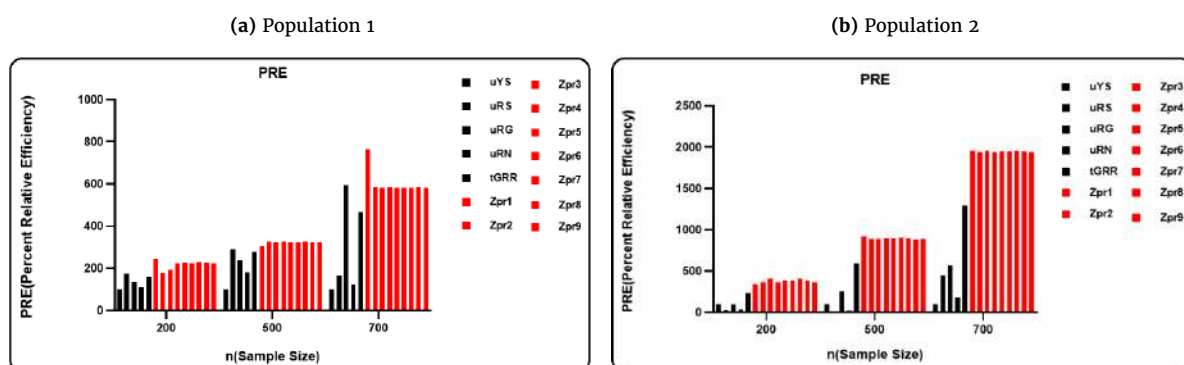 (a) Population 1
PRE
PRE(Percent Relative Efficiency)
1000
800
600
400
200
0
200
500
700
n(Sample Size)
uYS
uRS
uRG
uRN
tGRR
Zpr1
Zpr2
Zpr3
Zpr4
Zpr5
Zpr6
Zpr7
Zpr8
Zpr9
(b) Population 2
PRE
PRE(Percent Relative Efficiency)
2500
2000
1500
1000
500
0
200
500
700
n(Sample Size)
uYS
uRS
uRG
uRN
tGRR
Zpr1
Zpr2
Zpr3
Zpr4
Zpr5
Zpr6
Zpr7
Zpr8
Zpr9